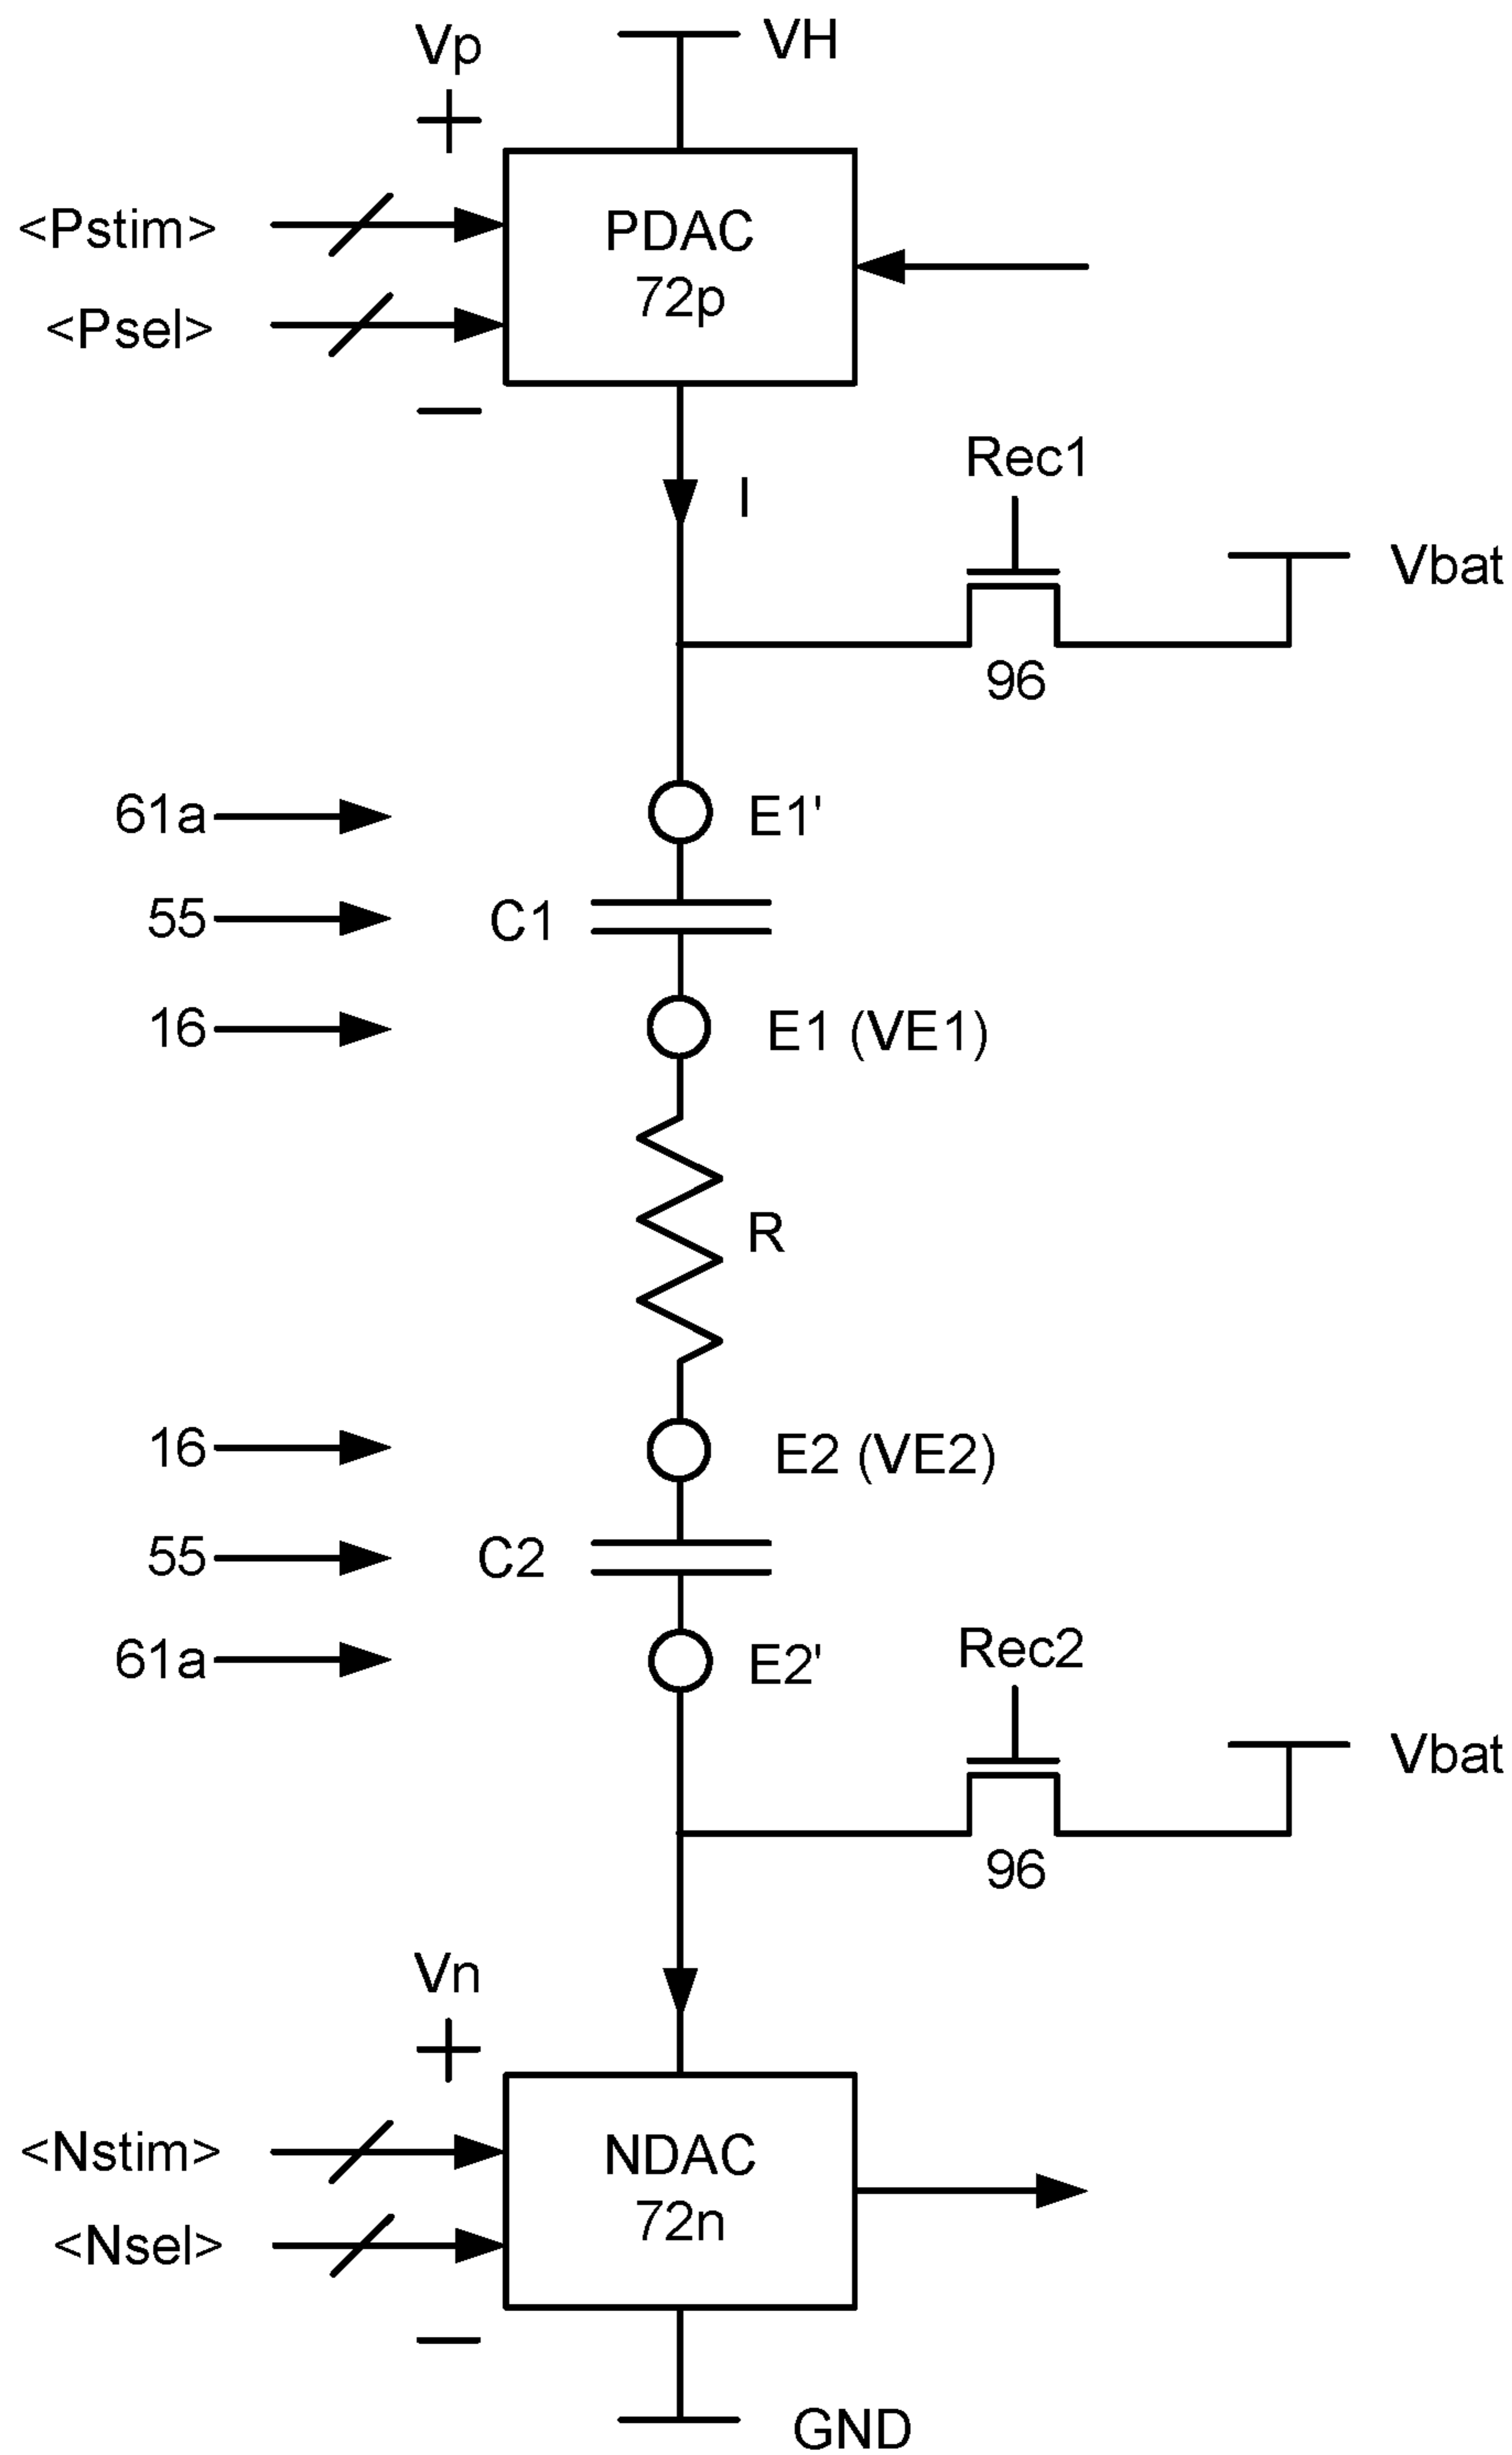 Vp
VH
+
<Pstim>
PDAC
72p
<Psel>
−
I
Rec1
Vbat
96
61a
E1'
55
C1
16
E1 (VE1)
R
16
E2 (VE2)
55
C2
61a
E2'
Rec2
Vbat
96
Vn
+
<Nstim>
NDAC
72n
<Nsel>
−
GND